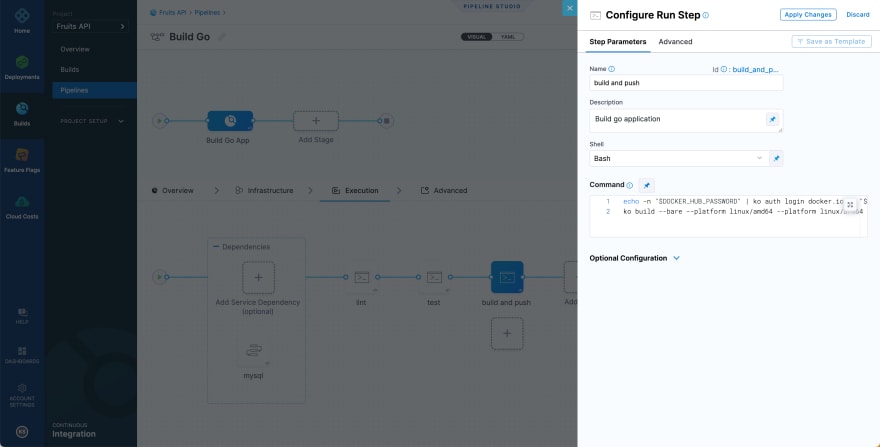 Home
Deployments
Builds
Feature Flags
Cloud Costs
HELP
DASHBOARDS
ACCOUNT
SETTINGS
Project
Fruits API
Overview
Builds
Pipelines
PROJECT SETUP
CONTINUOUS
Integration
Fruits API > Pipelines >
PIPELINE STUDIO
Build Go
VISUAL YAML
Build Go App
Add Stage
Overview
Infrastructure
Execution
Advanced
Dependencies
Add Service Dependency
(optional)
mysql
lint
test
build and push
Add
Configure Run Step
Apply Changes
Discard
Step Parameters
Advanced
Save as Template
Name
Id : build_and_p...
build and push
Description
Build go application
Shell
Bash
Command
1 echo -n "$DOCKER_HUB_PASSWORD" | ko auth login docker.io "$
2 ko build --bare --platform linux/amd64 --platform linux/
Optional Configuration